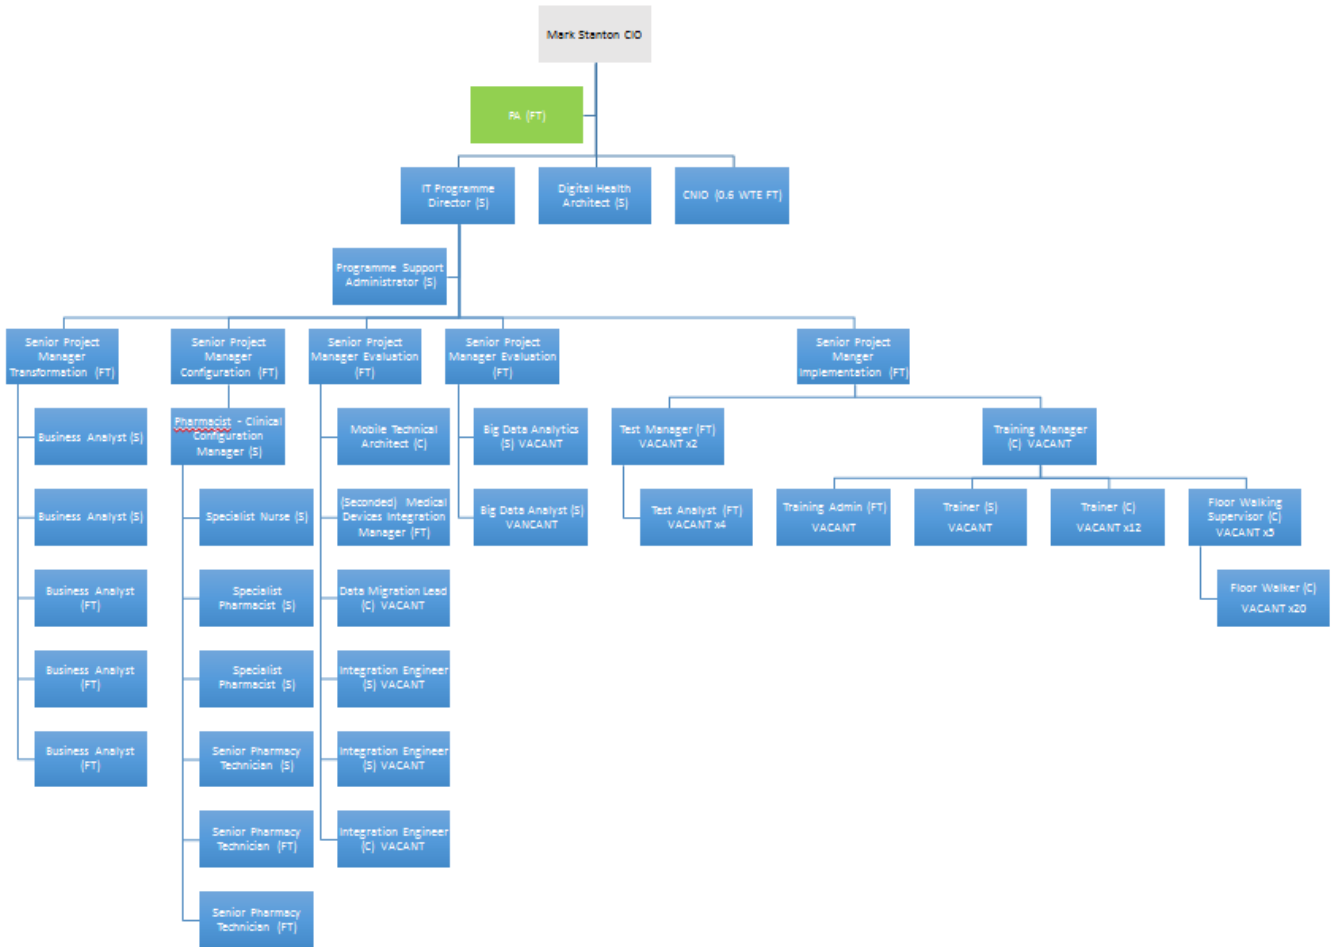 Mark Stanton CIO
PA (FT)
IT Programme
Director (S)
Digital Health
Architect (S)
CNIO (0.6 WTE FT)
Programme Support
Administrator (S)
Senior Project
Manager
Transformation (FT)
Senior Project
Manager
Configuration (FT)
Senior Project
Manager Evaluation
(FT)
Senior Project
Manager Evaluation
(FT)
Senior Project
Manger
Implementation (FT)
Business Analyst (S)
Business Analyst (S)
Business Analyst
(FT)
Business Analyst
(FT)
Business Analyst
(FT)
Pharmacist - Clinical
Configuration
Manager (S)
Specialist Nurse (S)
Specialist
Pharmacist (S)
Specialist
Pharmacist (S)
Senior Pharmacy
Technician (S)
Senior Pharmacy
Technician (FT)
Senior Pharmacy
Technician (FT)
Mobile Technical
Architect (C)
(Seconded) Medical
Devices Integration
Manager (FT)
Data Migration Lead
(C) VACANT
Integration Engineer
(S) VACANT
Integration Engineer
(S) VACANT
Integration Engineer
(C) VACANT
Big Data Analytics
(S) VACANT
Big Data Analyst (S)
VANCANT
Test Manager (FT)
VACANT x2
Test Analyst (FT)
VACANT x4
Training Manager
(C) VACANT
Training Admin (FT)
VACANT
Trainer (S)
VACANT
Trainer (C)
VACANT x12
Floor Walking
Supervisor (C)
VACANT x5
Floor Walker (C)
VACANT x20